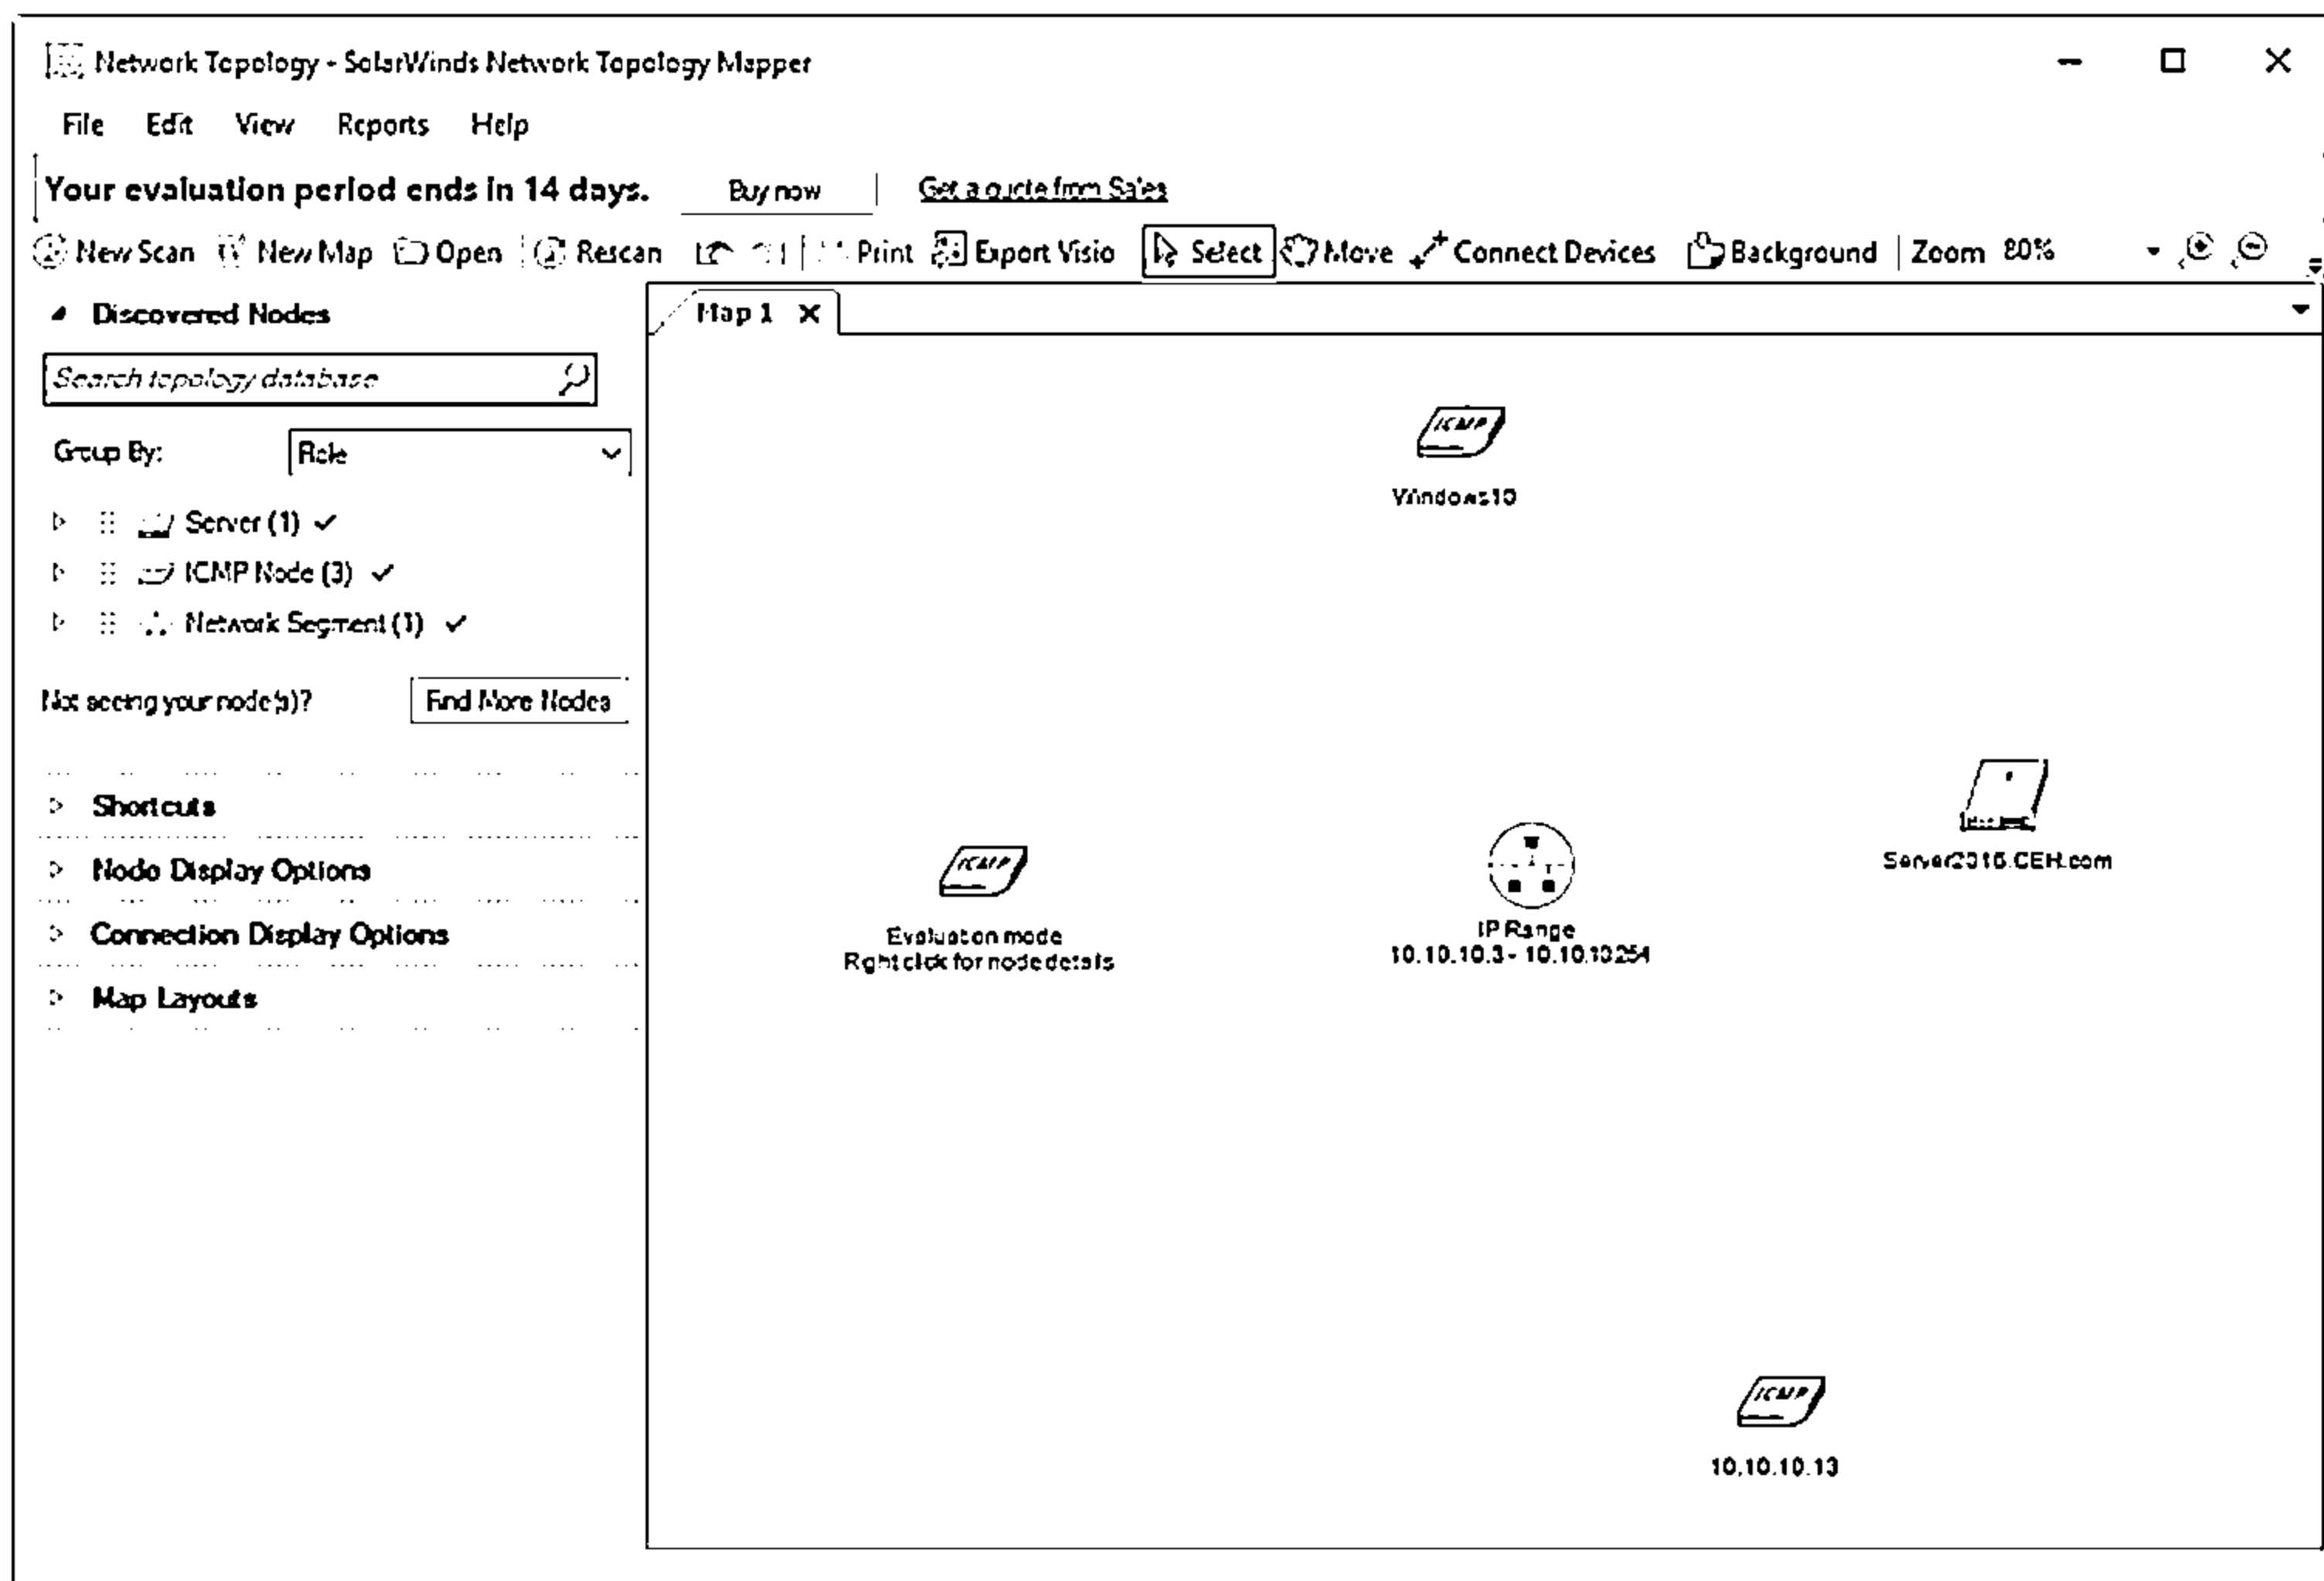 Network Topology - SolarWinds Network Topology Mapper
File Edit View Reports Help
Your evaluation period ends in 14 days. Buy now Get a quote from Sales
New Scan New Map Open Rescan Print Export Visio Select Move Connect Devices Background Zoom 80%
Discovered Nodes
Map 1
Search topology database
Group By: Role
Server (1)
ICMP Node (3)
Network Segment (1)
Not seeing your node(s)? Find More Nodes
Shortcuts
Node Display Options
Connection Display Options
Map Layouts
ICMP
Windows10
Server2016.CEH.com
ICMP
Evaluation mode
Right click for node details
IP Range
10.10.10.3 - 10.10.10.254
ICMP
10.10.10.13